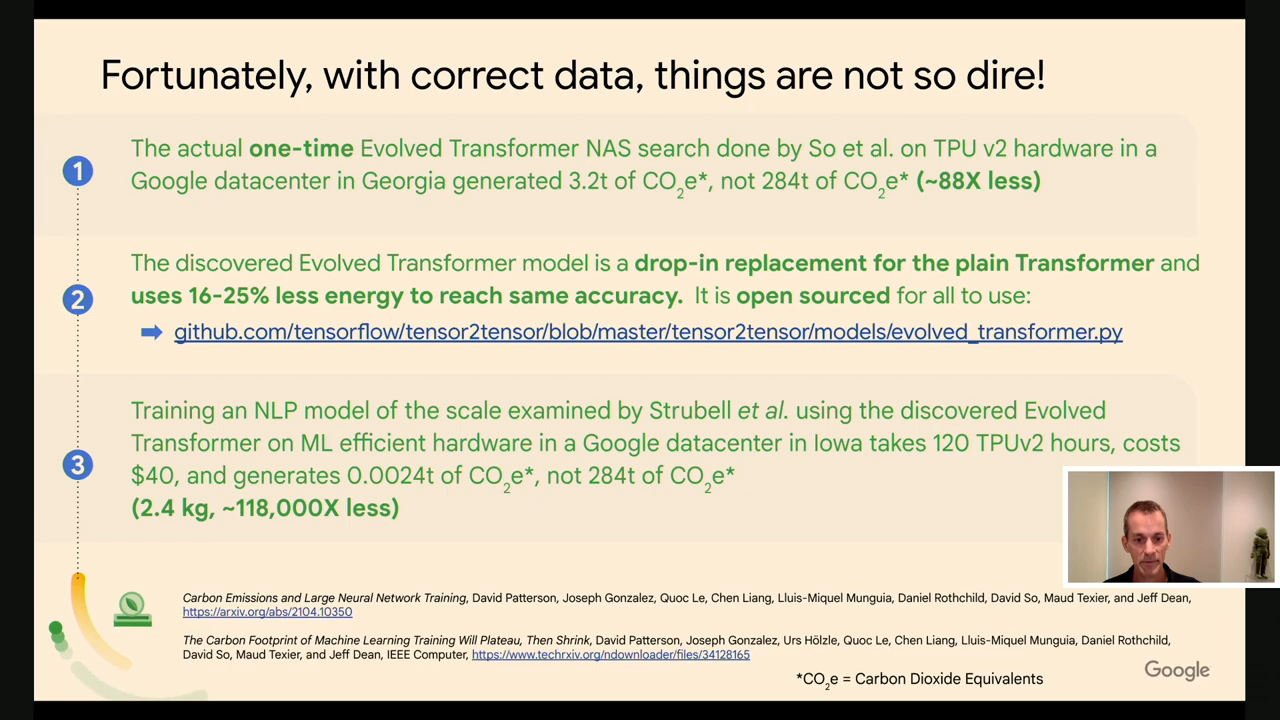 Fortunately, with correct data, things are not so dire!
1
The actual one-time Evolved Transformer NAS search done by So et al. on TPU v2 hardware in a
Google datacenter in Georgia generated 3.2t of CO2e*, not 284t of CO2e* (~88X less)
2
The discovered Evolved Transformer model is a drop-in replacement for the plain Transformer and
uses 16-25% less energy to reach same accuracy. It is open sourced for all to use:
➡ github.com/tensorflow/tensor2tensor/blob/master/tensor2tensor/models/evolved_transformer.py
3
Training an NLP model of the scale examined by Strubell et al. using the discovered Evolved
Transformer on ML efficient hardware in a Google datacenter in Iowa takes 120 TPUv2 hours, costs
$40, and generates 0.0024t of CO2e*, not 284t of CO2e*
(2.4 kg, ~118,000X less)
Carbon Emissions and Large Neural Network Training, David Patterson, Joseph Gonzalez, Quoc Le, Chen Liang, Lluis-Miquel Munguia, Daniel Rothchild, David So, Maud Texier, and Jeff Dean,
https://arxiv.org/abs/2104.10350
The Carbon Footprint of Machine Learning Training Will Plateau, Then Shrink, David Patterson, Joseph Gonzalez, Urs Hölzle, Quoc Le, Chen Liang, Lluis-Miquel Munguia, Daniel Rothchild,
David So, Maud Texier, and Jeff Dean, IEEE Computer, https://www.techrxiv.org/ndownloader/files/34128165
*CO2e = Carbon Dioxide Equivalents
Google